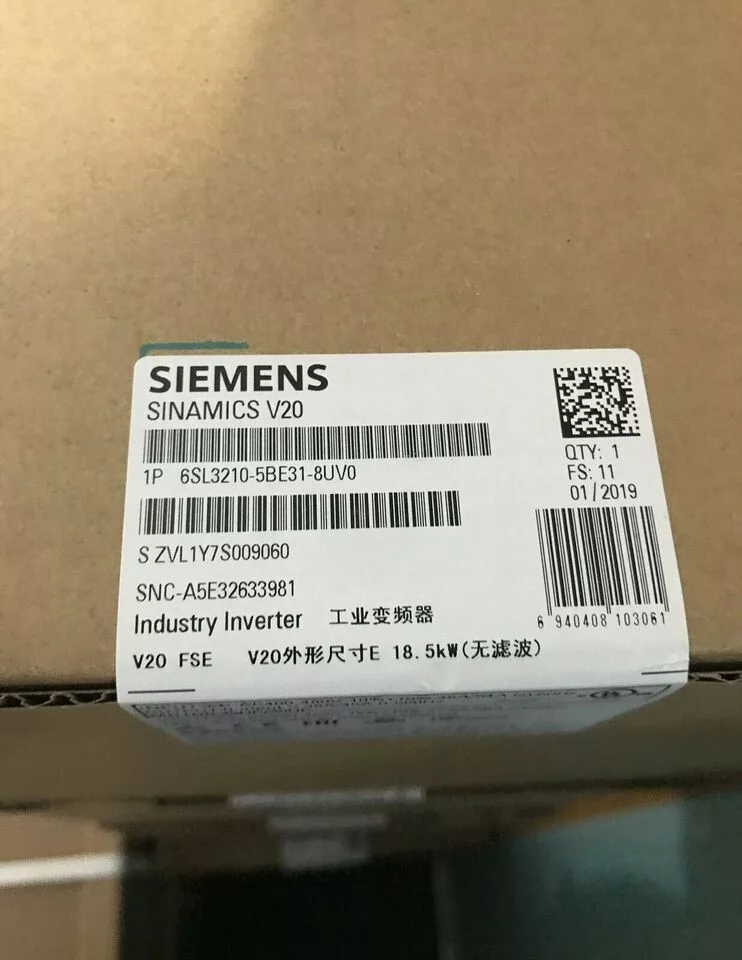 SIEMENS
SINAMICS V20
1P 6SL3210-5BE31-8UV0
S ZVL1Y7S009060
SNC-A5E32633981
Industry Inverter 工业变频器
V20 FSE V20外形尺寸E 18.5kW(无滤波)
QTY: 1
FS: 11
01/2019
6 940408 103061